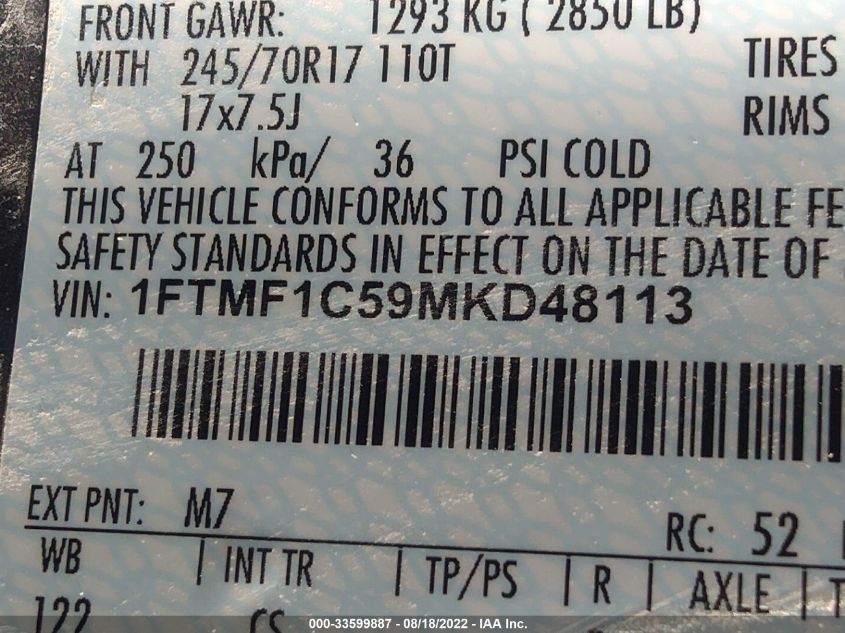 FRONT GAWR: 1293 KG ( 2850 LB)
WITH 245/70R17 110T TIRES
17x7.5J RIMS
AT 250 kPa/ 36 PSI COLD
THIS VEHICLE CONFORMS TO ALL APPLICABLE FE
SAFETY STANDARDS IN EFFECT ON THE DATE OF
VIN: 1FTMF1C59MKD48113
EXT PNT: M7 RC: 52
WB | INT TR | TP/PS | R | AXLE | T
122 CS
000-33599887 - 08/18/2022 - IAA Inc.